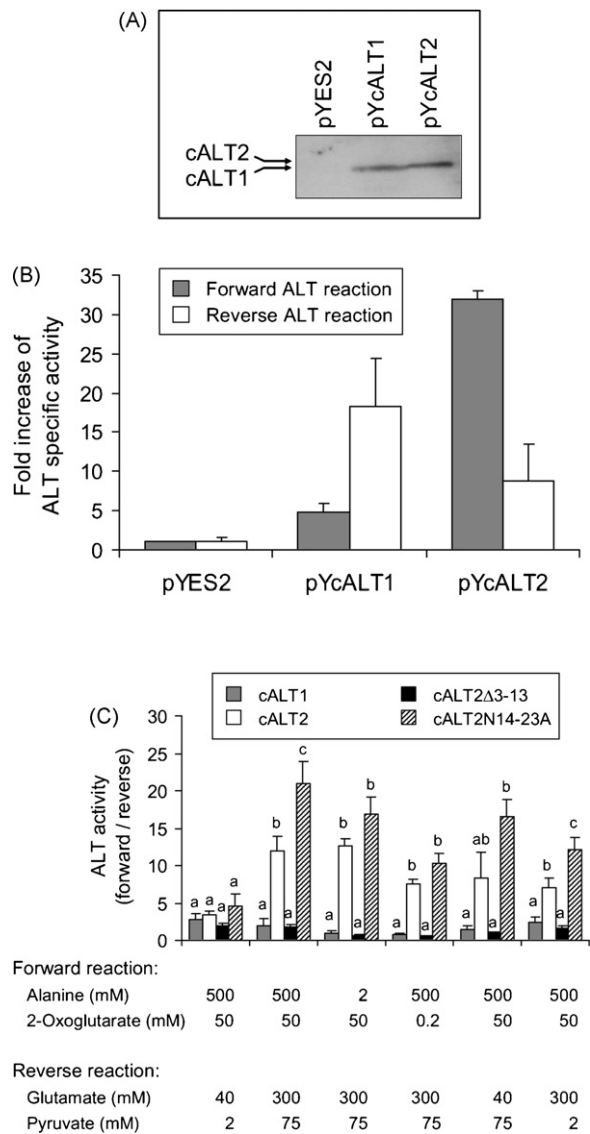 (A)
pYES2
pYcALT1
pYcALT2
cALT2
cALT1
(B)
35
30
25
20
15
10
5
0
Fold increase of
ALT specific activity
Forward ALT reaction
Reverse ALT reaction
pYES2 pYcALT1 pYcALT2
(C)
cALT1 cALT2Δ3-13
cALT2 cALT2N14-23A
30
25
20
15
10
5
0
ALT activity
(forward / reverse)
a a a a
a b a c
a b a b
a b a b
a ab a b
a b a c
Forward reaction:
Alanine (mM) 500 500 2 500 500 500
2-Oxoglutarate (mM) 50 50 50 0.2 50 50
Reverse reaction:
Glutamate (mM) 40 300 300 300 40 300
Pyruvate (mM) 2 75 75 75 75 2